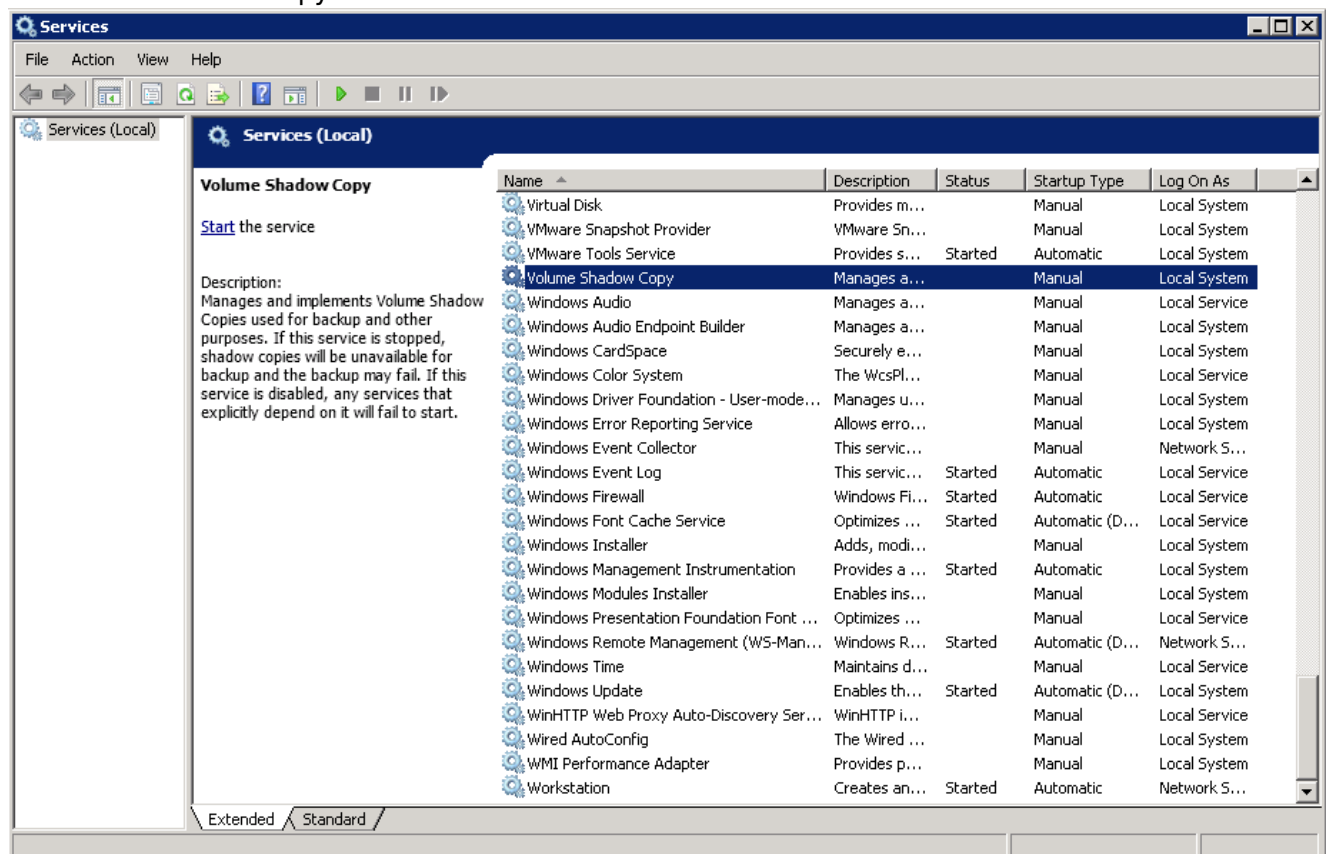 Services
File Action View Help
Services (Local)
Services (Local)
Volume Shadow Copy
Start the service
Description:
Manages and implements Volume Shadow
Copies used for backup and other
purposes. If this service is stopped,
shadow copies will be unavailable for
backup and the backup may fail. If this
service is disabled, any services that
explicitly depend on it will fail to start.
Name Description Status Startup Type Log On As
Virtual Disk Provides m... Manual Local System
VMware Snapshot Provider VMware Sn... Manual Local System
VMware Tools Service Provides s... Started Automatic Local System
Volume Shadow Copy Manages a... Manual Local System
Windows Audio Manages a... Manual Local Service
Windows Audio Endpoint Builder Manages a... Manual Local System
Windows CardSpace Securely e... Manual Local System
Windows Color System The WcsPl... Manual Local Service
Windows Driver Foundation - User-mode... Manages u... Manual Local System
Windows Error Reporting Service Allows erro... Manual Local System
Windows Event Collector This servic... Manual Network S...
Windows Event Log This servic... Started Automatic Local Service
Windows Firewall Windows Fi... Started Automatic Local Service
Windows Font Cache Service Optimizes ... Started Automatic (D... Local Service
Windows Installer Adds, modi... Manual Local System
Windows Management Instrumentation Provides a ... Started Automatic Local System
Windows Modules Installer Enables ins... Manual Local System
Windows Presentation Foundation Font ... Optimizes ... Manual Local Service
Windows Remote Management (WS-Man... Windows R... Started Automatic (D... Network S...
Windows Time Maintains d... Manual Local Service
Windows Update Enables th... Started Automatic (D... Local System
WinHTTP Web Proxy Auto-Discovery Ser... WinHTTP i... Manual Local Service
Wired AutoConfig The Wired ... Manual Local System
WMI Performance Adapter Provides p... Manual Local System
Workstation Creates an... Started Automatic Network S...
Extended Standard